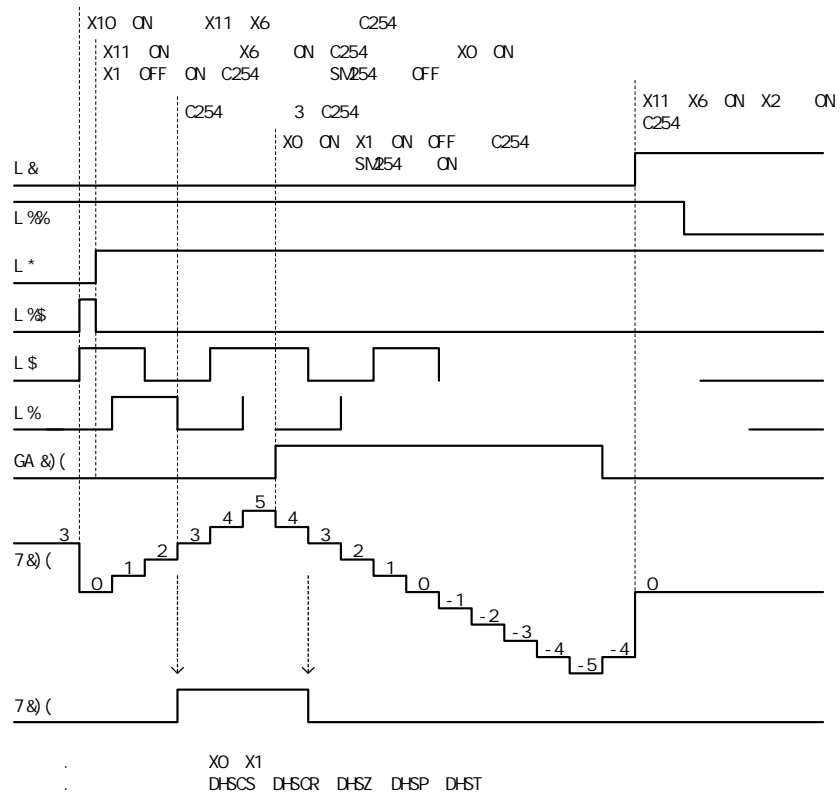 X10 ON X11 X6 C254
X11 ON X6 ON C254 X0 ON
X1 OFF ON C254 SM254 OFF
C254 3 C254
X0 ON X1 ON OFF C254
SM254 ON
X11 X6 ON X2 ON
C254
L &
L %%
L *
L %$
L $
L %
GA &) (
7 &) (
3
0
1
2
3
4
5
4
3
2
1
0
-1
-2
-3
-4
-5
-4
0
7 &) (
. X0 X1
. DHSCS DHSCR DHSZ DHSP DHST